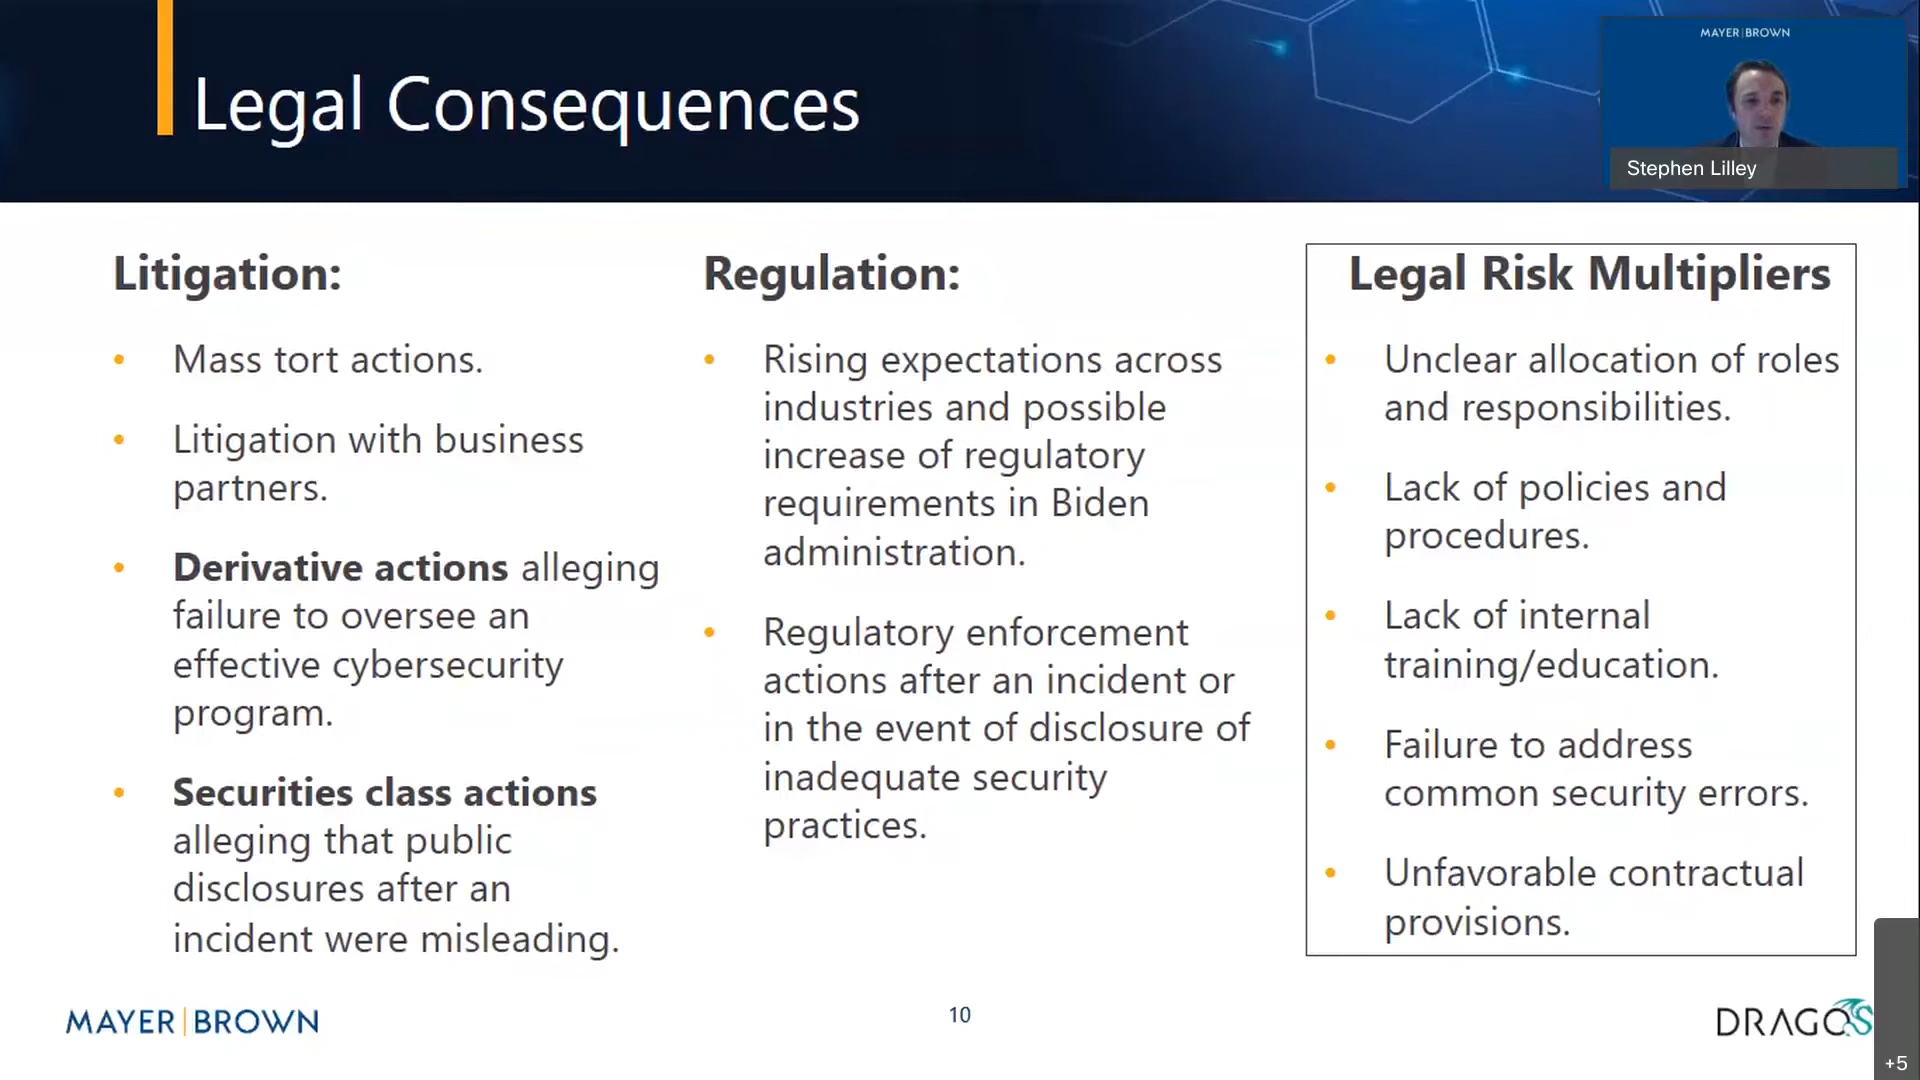 Legal Consequences
MAYER|BROWN
Stephen Lilley
Litigation:
• Mass tort actions.
• Litigation with business
partners.
• Derivative actions alleging
failure to oversee an
effective cybersecurity
program.
• Securities class actions
alleging that public
disclosures after an
incident were misleading.
Regulation:
• Rising expectations across
industries and possible
increase of regulatory
requirements in Biden
administration.
• Regulatory enforcement
actions after an incident or
in the event of disclosure of
inadequate security
practices.
Legal Risk Multipliers
• Unclear allocation of roles
and responsibilities.
• Lack of policies and
procedures.
• Lack of internal
training/education.
• Failure to address
common security errors.
• Unfavorable contractual
provisions.
MAYER|BROWN
10
DRAGOS
+5